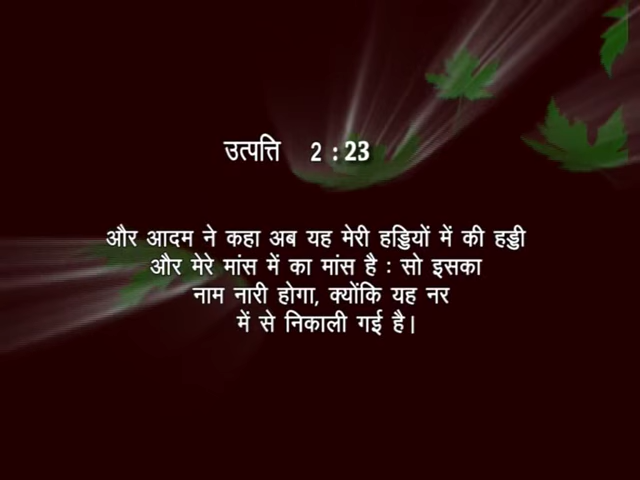 उत्पत्ति 2 : 23
और आदम ने कहा अब यह मेरी हड्डियों में की हड्डी
और मेरे मांस में का मांस है : सो इसका
नाम नारी होगा, क्योंकि यह नर
में से निकाली गई है।